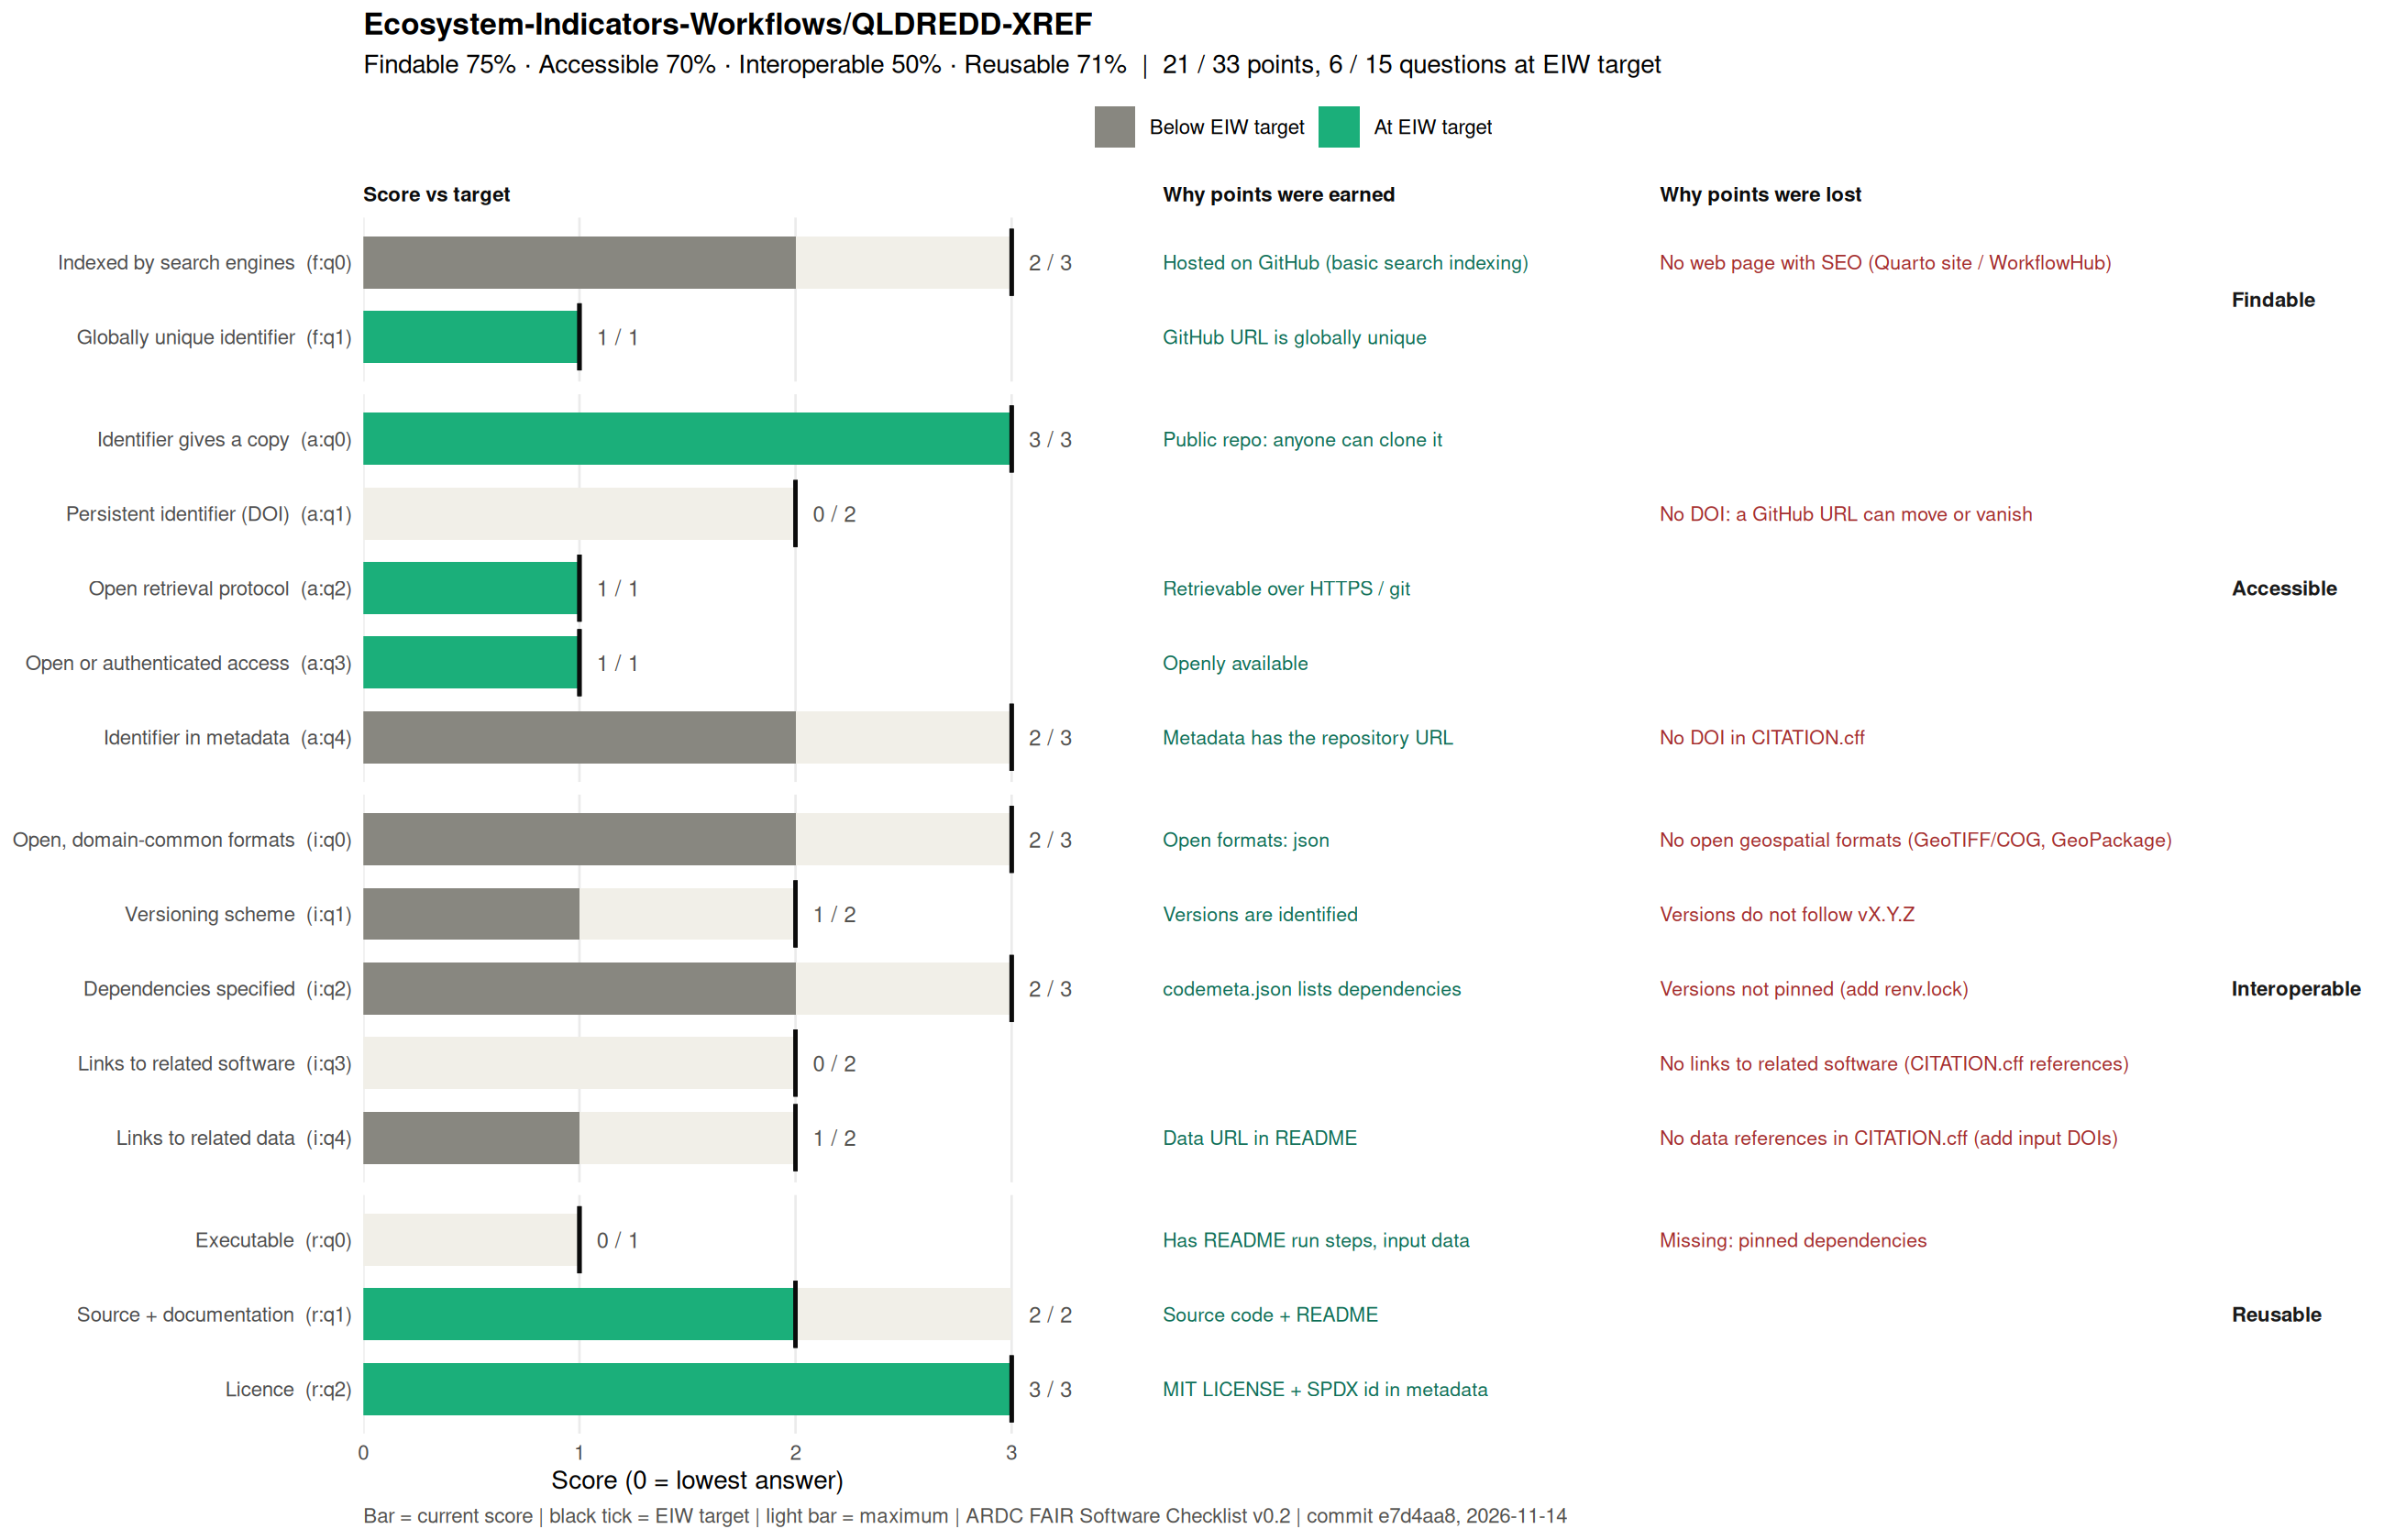 Ecosystem-Indicators-Workflows/QLDREDD-XREF
Findable 75% · Accessible 70% · Interoperable 50% · Reusable 71% | 21 / 33 points, 6 / 15 questions at EIW target
Below EIW target At EIW target
Score vs target Why points were earned Why points were lost
Indexed by search engines (f:q0) 2 / 3 Hosted on GitHub (basic search indexing) No web page with SEO (Quarto site / WorkflowHub)
Findable
Globally unique identifier (f:q1) 1 / 1 GitHub URL is globally unique
Identifier gives a copy (a:q0) 3 / 3 Public repo: anyone can clone it
Persistent identifier (DOI) (a:q1) 0 / 2 No DOI: a GitHub URL can move or vanish
Open retrieval protocol (a:q2) 1 / 1 Retrievable over HTTPS / git Accessible
Open or authenticated access (a:q3) 1 / 1 Openly available
Identifier in metadata (a:q4) 2 / 3 Metadata has the repository URL No DOI in CITATION.cff
Open, domain-common formats (i:q0) 2 / 3 Open formats: json No open geospatial formats (GeoTIFF/COG, GeoPackage)
Versioning scheme (i:q1) 1 / 2 Versions are identified Versions do not follow vX.Y.Z
Dependencies specified (i:q2) 2 / 3 codemeta.json lists dependencies Versions not pinned (add renv.lock) Interoperable
Links to related software (i:q3) 0 / 2 No links to related software (CITATION.cff references)
Links to related data (i:q4) 1 / 2 Data URL in README No data references in CITATION.cff (add input DOIs)
Executable (r:q0) 0 / 1 Has README run steps, input data Missing: pinned dependencies
Source + documentation (r:q1) 2 / 2 Source code + README Reusable
Licence (r:q2) 3 / 3 MIT LICENSE + SPDX id in metadata
0 1 2 3
Score (0 = lowest answer)
Bar = current score | black tick = EIW target | light bar = maximum | ARDC FAIR Software Checklist v0.2 | commit e7d4aa8, 2026-11-14